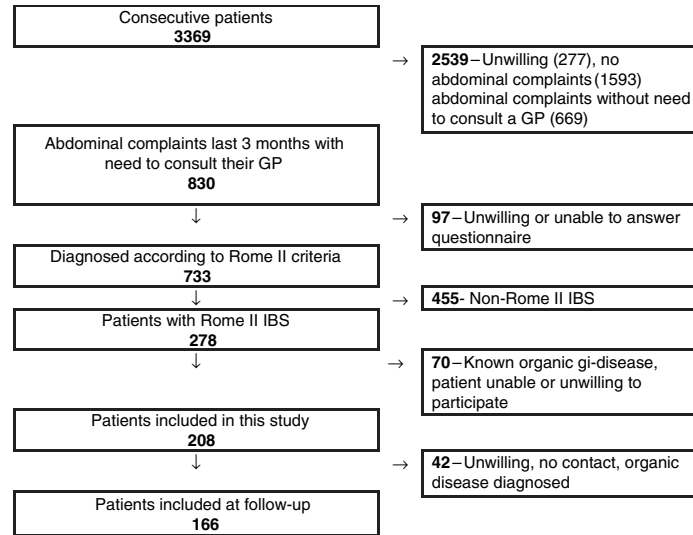 Consecutive patients
3369
→
2539–Unwilling (277), no
abdominal complaints (1593)
abdominal complaints without need
to consult a GP (669)
Abdominal complaints last 3 months with
need to consult their GP
830
↓
→
97–Unwilling or unable to answer
questionnaire
Diagnosed according to Rome II criteria
733
↓
→
455- Non-Rome II IBS
Patients with Rome II IBS
278
↓
→
70–Known organic gi-disease,
patient unable or unwilling to
participate
Patients included in this study
208
↓
→
42–Unwilling, no contact, organic
disease diagnosed
Patients included at follow-up
166